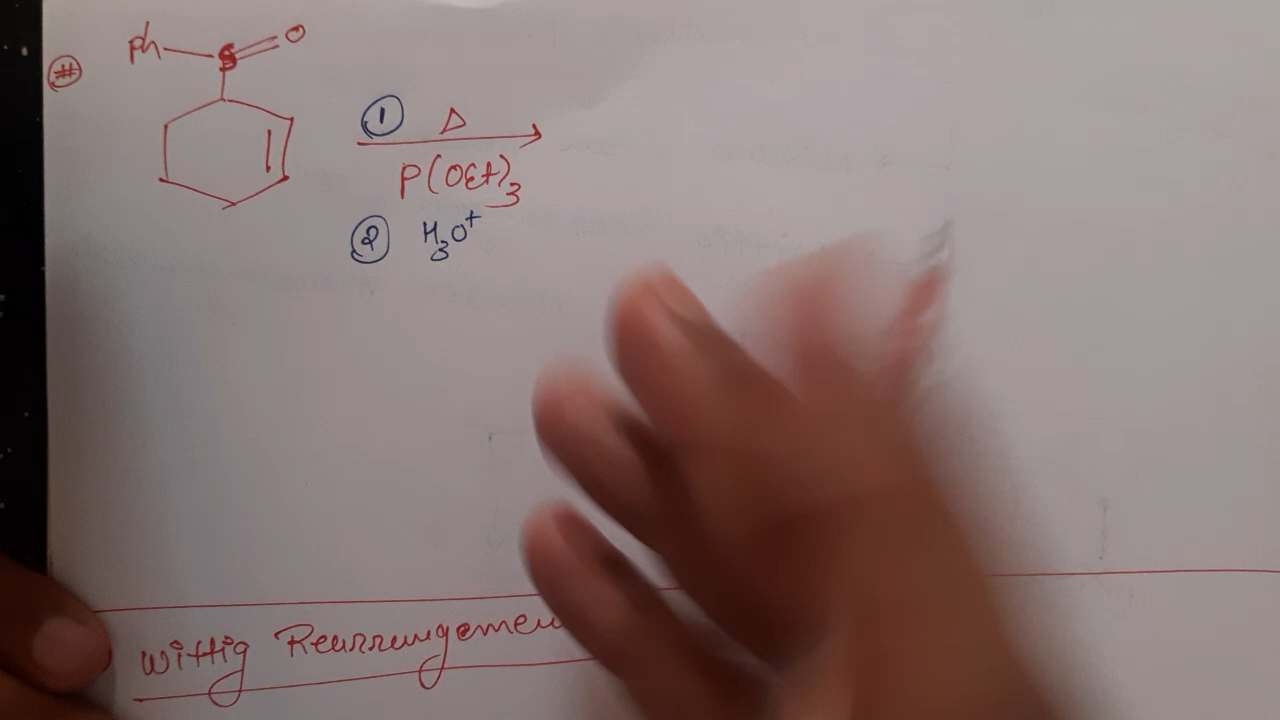 #
Ph S O
① Δ
P(OEt)3
② H3O+
Wittig